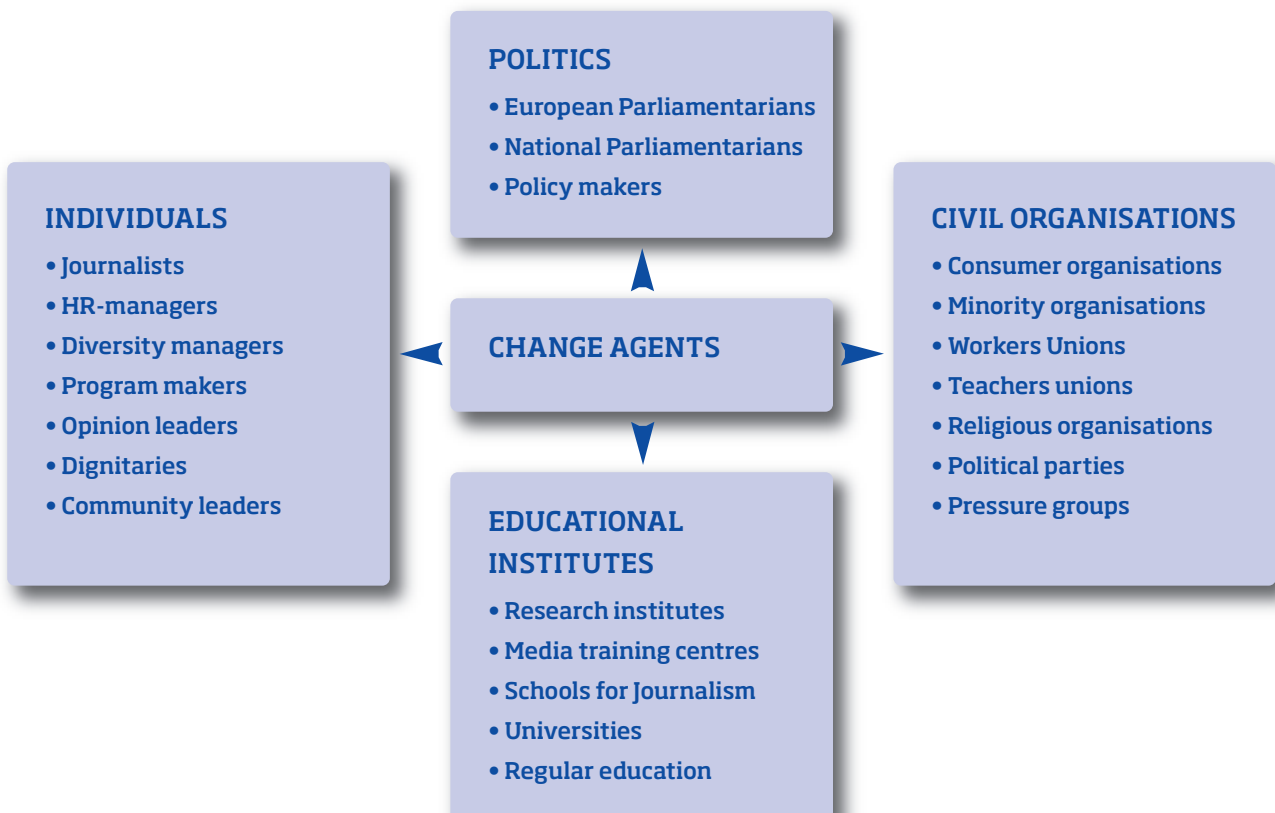 POLITICS
• European Parliamentarians
• National Parliamentarians
• Policy makers
INDIVIDUALS
• Journalists
• HR-managers
• Diversity managers
• Program makers
• Opinion leaders
• Dignitaries
• Community leaders
CHANGE AGENTS
CIVIL ORGANISATIONS
• Consumer organisations
• Minority organisations
• Workers Unions
• Teachers unions
• Religious organisations
• Political parties
• Pressure groups
EDUCATIONAL
INSTITUTES
• Research institutes
• Media training centres
• Schools for Journalism
• Universities
• Regular education